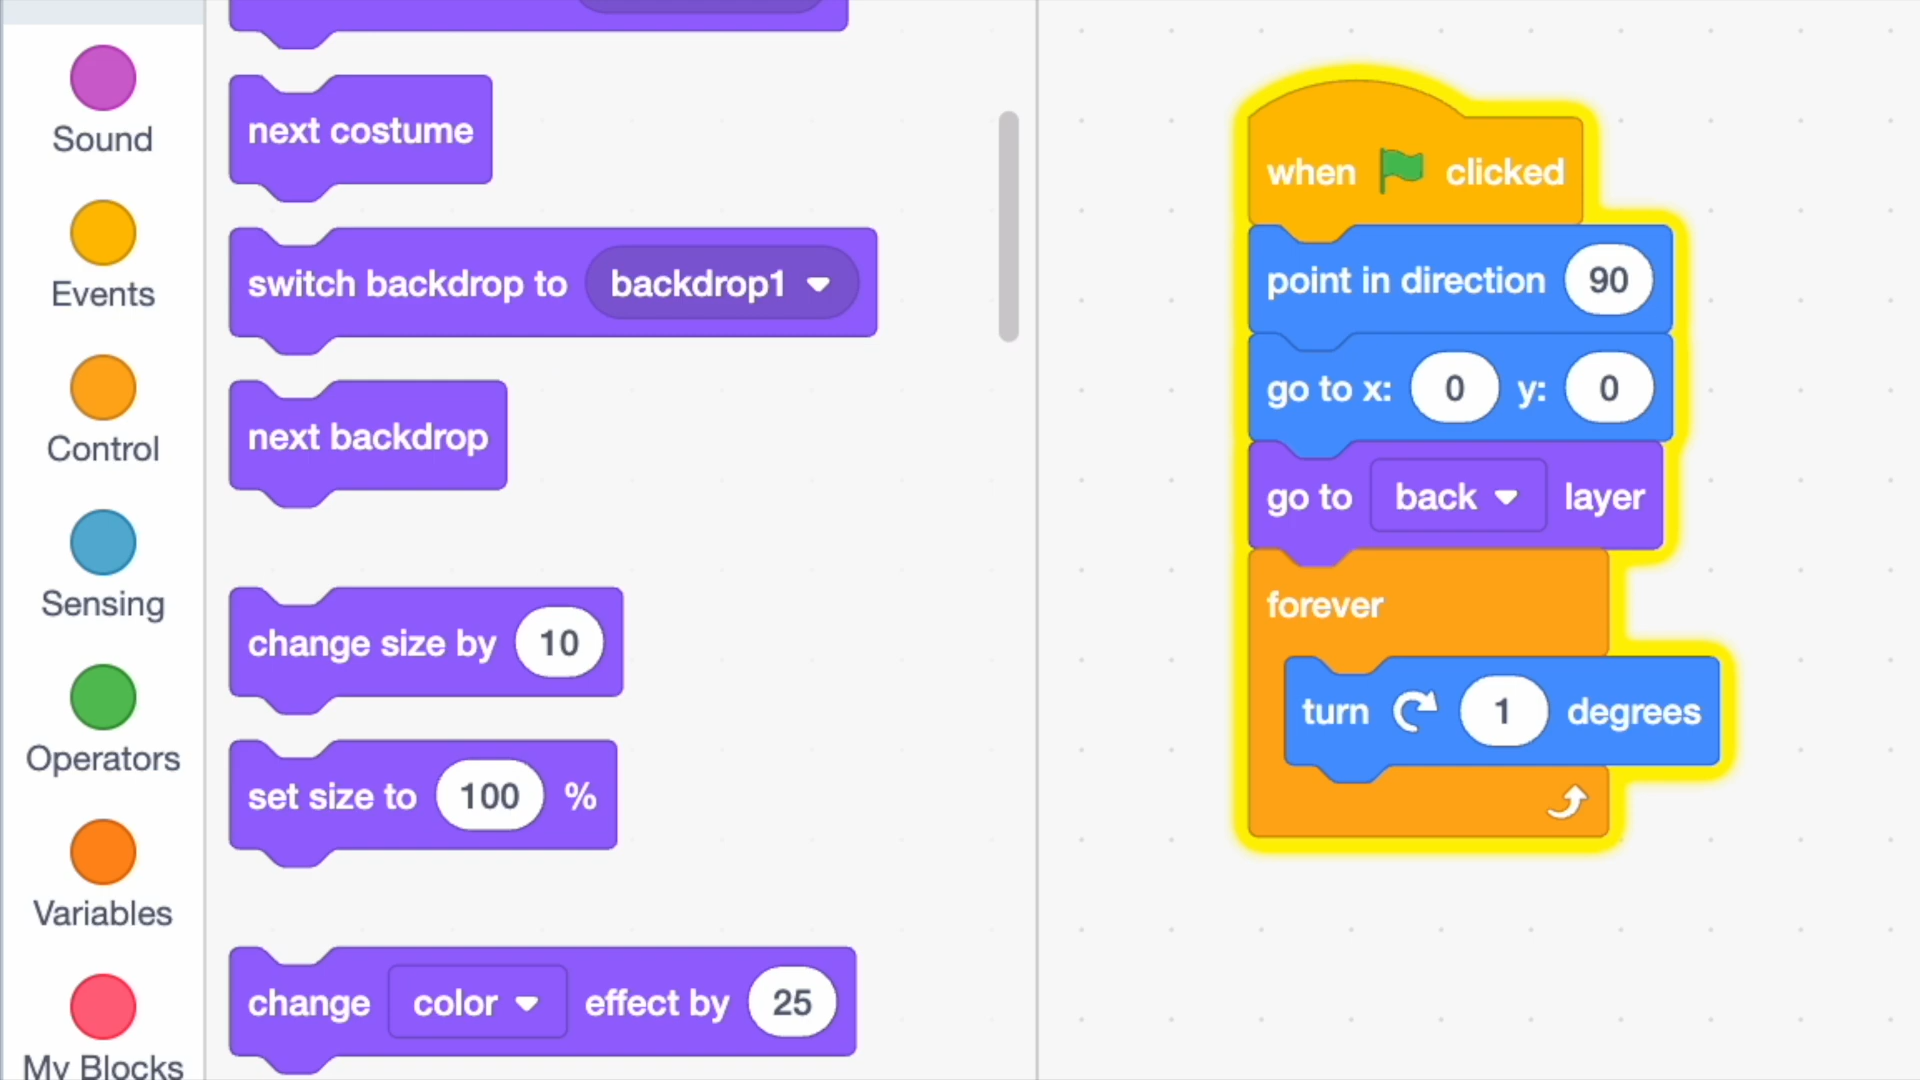 Sound
Events
Control
Sensing
Operators
Variables
My Blocks
next costume
switch backdrop to backdrop1
next backdrop
change size by 10
set size to 100 %
change color effect by 25
when clicked
point in direction 90
go to x: 0 y: 0
go to back layer
forever
turn 1 degrees